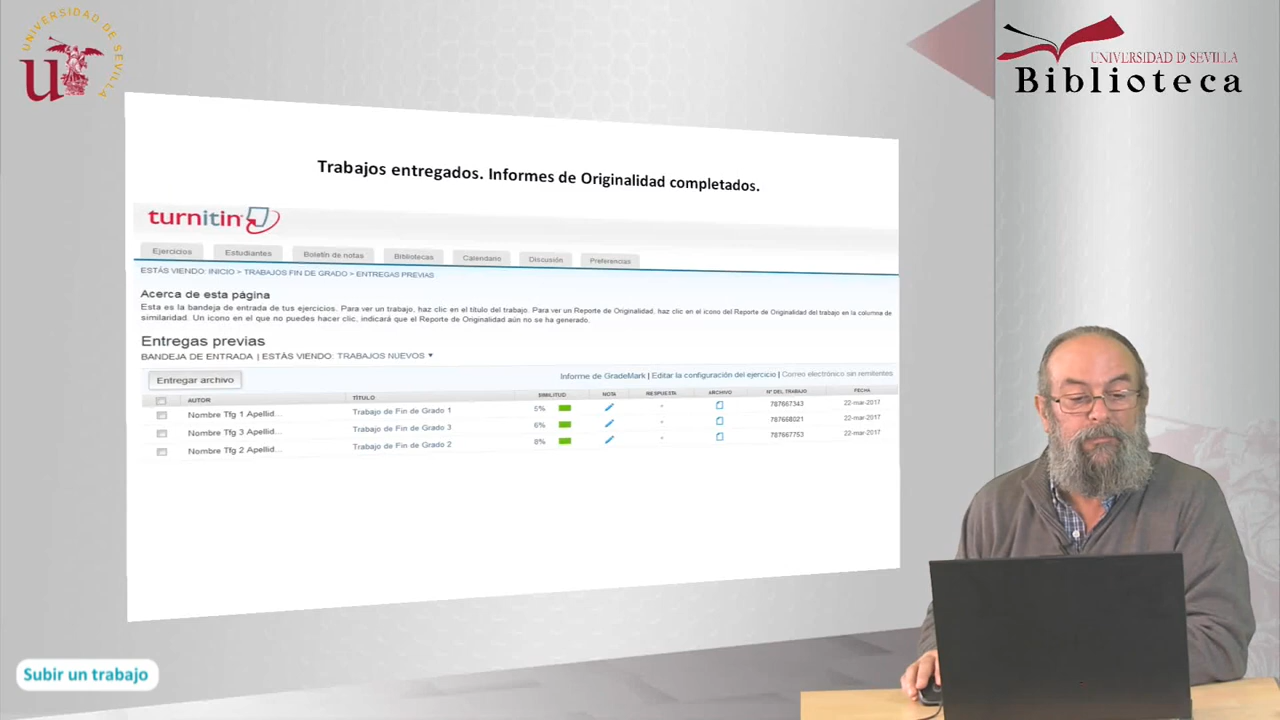 UNIVERSIDAD DE SEVILLA
UNIVERSIDAD D SEVILLA
Biblioteca
Trabajos entregados. Informes de Originalidad completados.
turnitin
Ejercicios Estudiantes Boletín de notas Bibliotecas Calendario Discusión Preferencias
ESTÁS VIENDO: INICIO > TRABAJOS FIN DE GRADO > ENTREGAS PREVIAS
Acerca de esta página
Esta es la bandeja de entrada de tus ejercicios. Para ver un trabajo, haz clic en el título del trabajo. Para ver un Reporte de Originalidad, haz clic en el icono del Reporte de Originalidad del trabajo en la columna de
similaridad. Un icono en el que no puedes hacer clic, indicará que el Reporte de Originalidad aún no se ha generado.
Entregas previas
BANDEJA DE ENTRADA | ESTÁS VIENDO: TRABAJOS NUEVOS ▾
Entregar archivo
Informe de GradeMark | Editar la configuración del ejercicio | Correo electrónico sin remitentes
AUTOR TÍTULO SIMILITUD NOTA RESPUESTA ARCHIVO Nº DEL TRABAJO FECHA
Nombre Tfg 1 Apellid... Trabajo de Fin de Grado 1 5% 787667343 22-mar-2017
Nombre Tfg 3 Apellid... Trabajo de Fin de Grado 3 6% 787668021 22-mar-2017
Nombre Tfg 2 Apellid... Trabajo de Fin de Grado 2 8% 787667753 22-mar-2017
Subir un trabajo